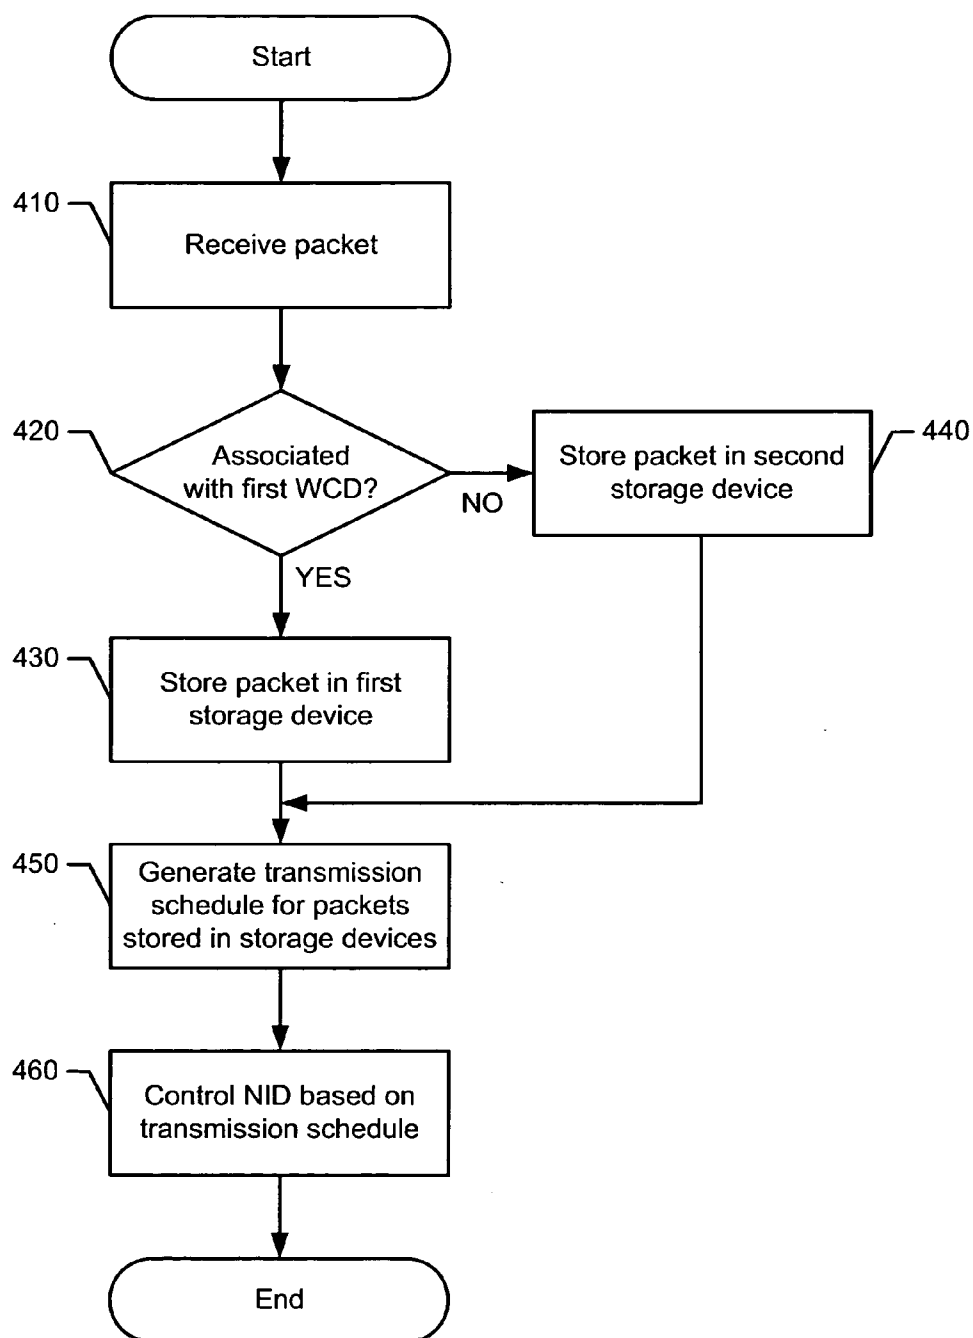 Start
410
Receive packet
420
Associated
with first WCD?
NO
440
Store packet in second
storage device
YES
430
Store packet in first
storage device
450
Generate transmission
schedule for packets
stored in storage devices
460
Control NID based on
transmission schedule
End